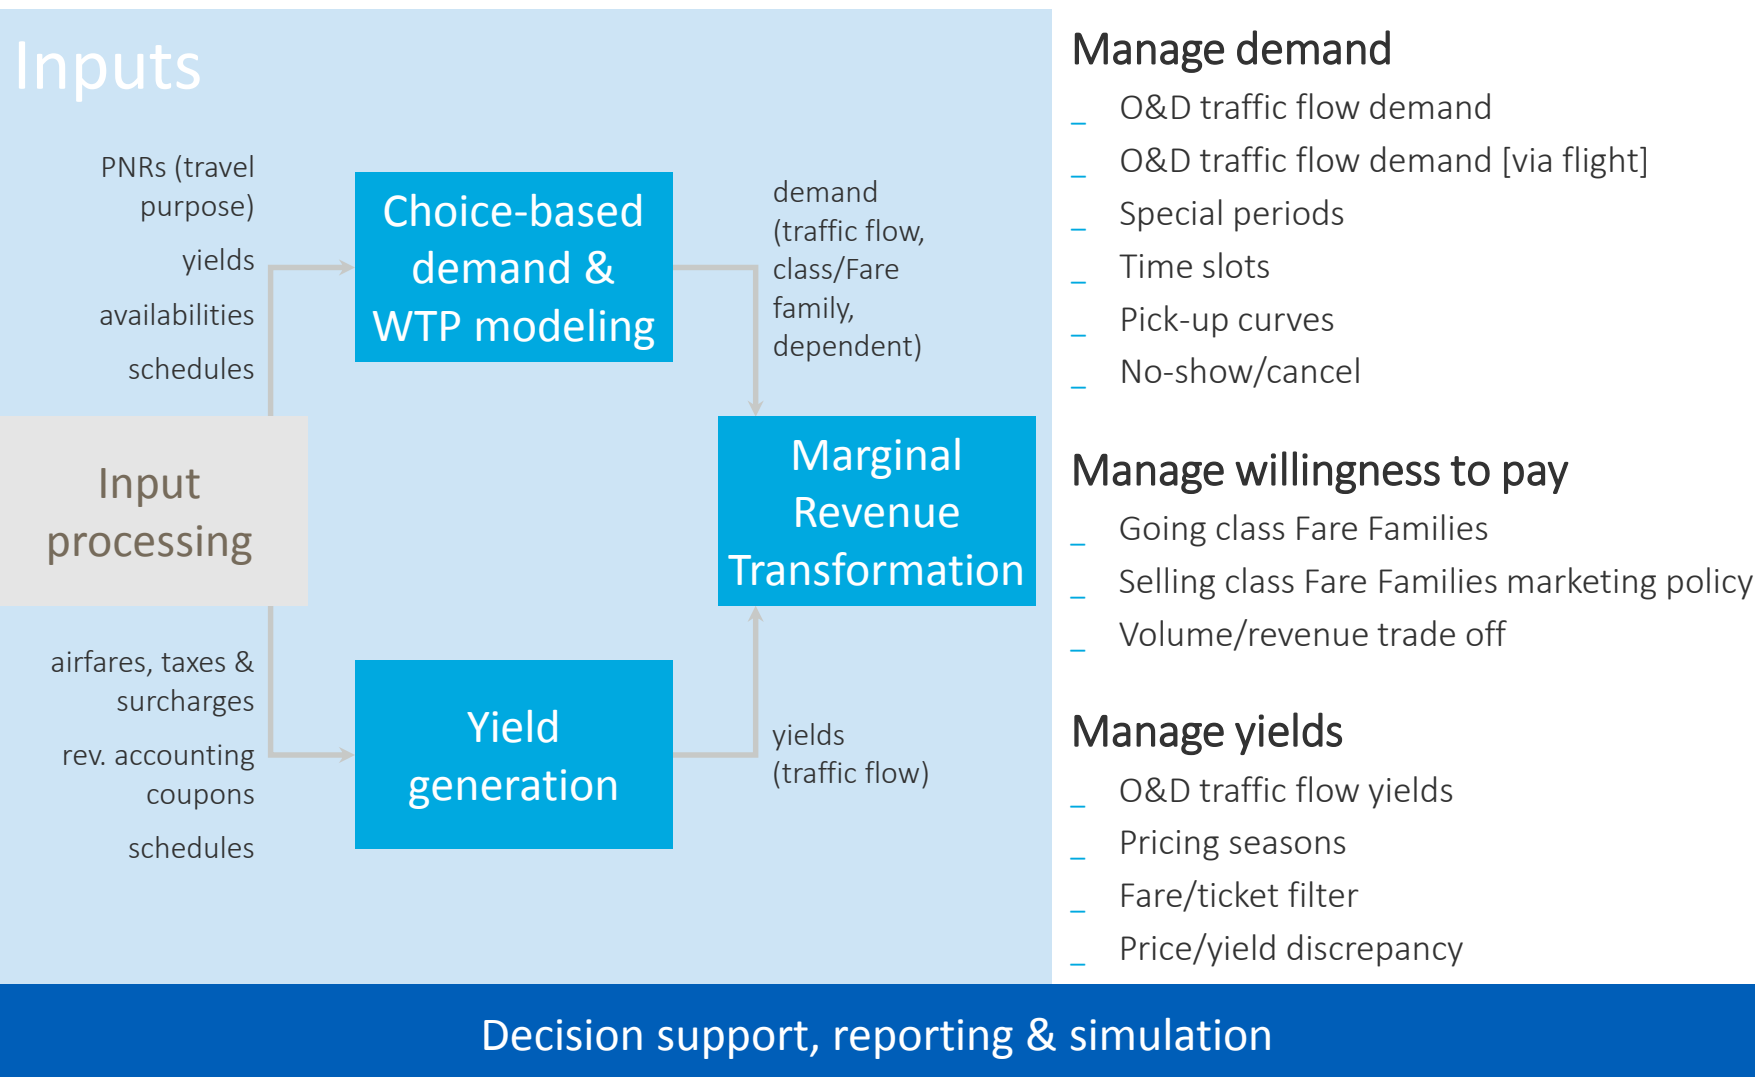 Inputs
PNRs (travel
purpose)
yields
availabilities
schedules
Choice-based
demand &
WTP modeling
demand
(traffic flow,
class/Fare
family,
dependent)
Input
processing
Marginal
Revenue
Transformation
airfares, taxes &
surcharges
rev. accounting
coupons
schedules
Yield
generation
yields
(traffic flow)
Manage demand
_ O&D traffic flow demand
_ O&D traffic flow demand [via flight]
_ Special periods
_ Time slots
_ Pick-up curves
_ No-show/cancel
Manage willingness to pay
_ Going class Fare Families
_ Selling class Fare Families marketing policy
_ Volume/revenue trade off
Manage yields
_ O&D traffic flow yields
_ Pricing seasons
_ Fare/ticket filter
_ Price/yield discrepancy
Decision support, reporting & simulation